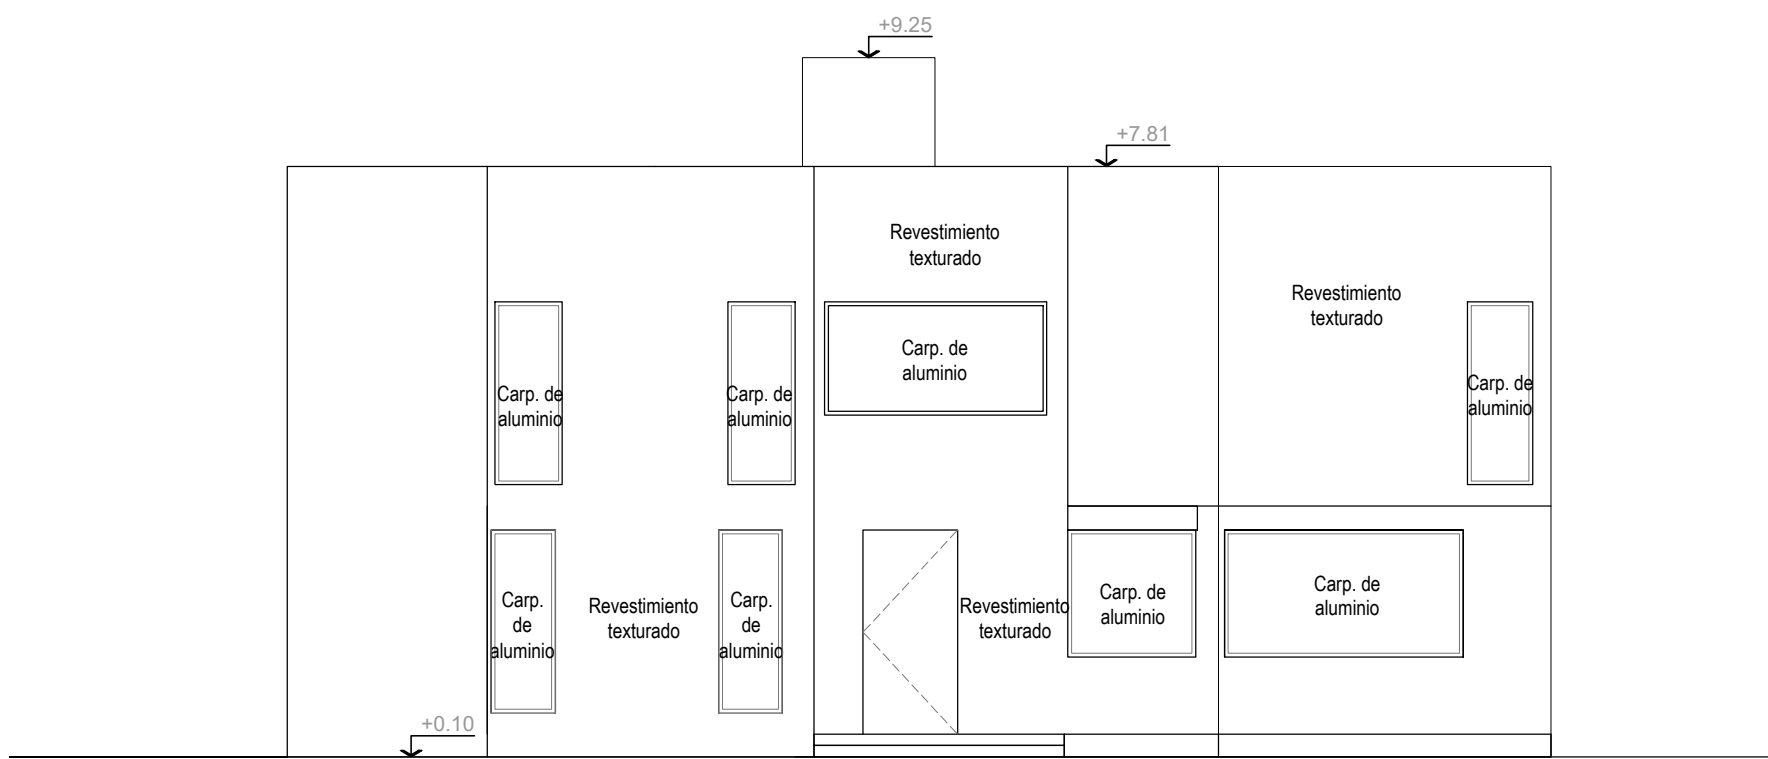 +9.25
+7.81
Revestimiento
texturado
Revestimiento
texturado
Carp. de
aluminio
Carp. de
aluminio
Carp. de
aluminio
Carp. de
aluminio
Carp.
de
aluminio
Revestimiento
texturado
Carp.
de
aluminio
Revestimiento
texturado
Carp. de
aluminio
Carp. de
aluminio
+0.10